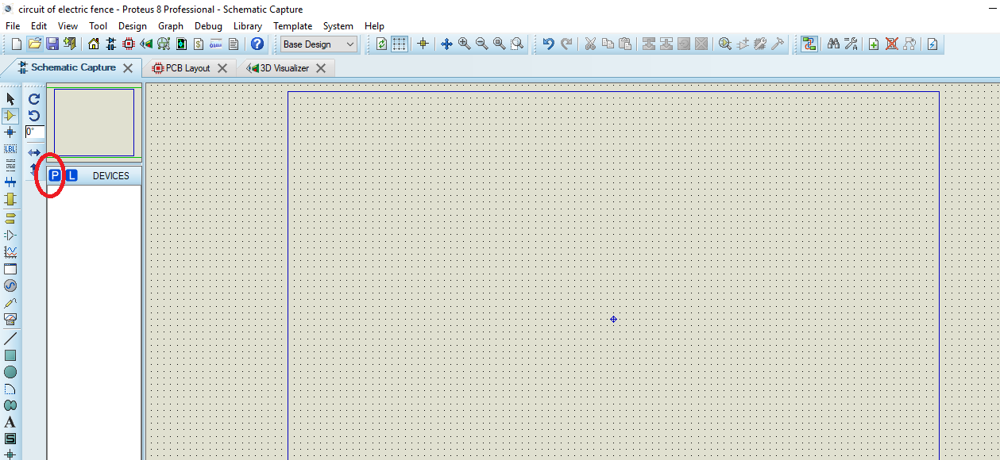 circuit of electric fence - Proteus 8 Professional - Schematic Capture
File Edit View Tool Design Graph Debug Library Template System Help
$ ? Base Design
Schematic Capture PCB Layout 3D Visualizer
0°
LBL
P L DEVICES
A
S